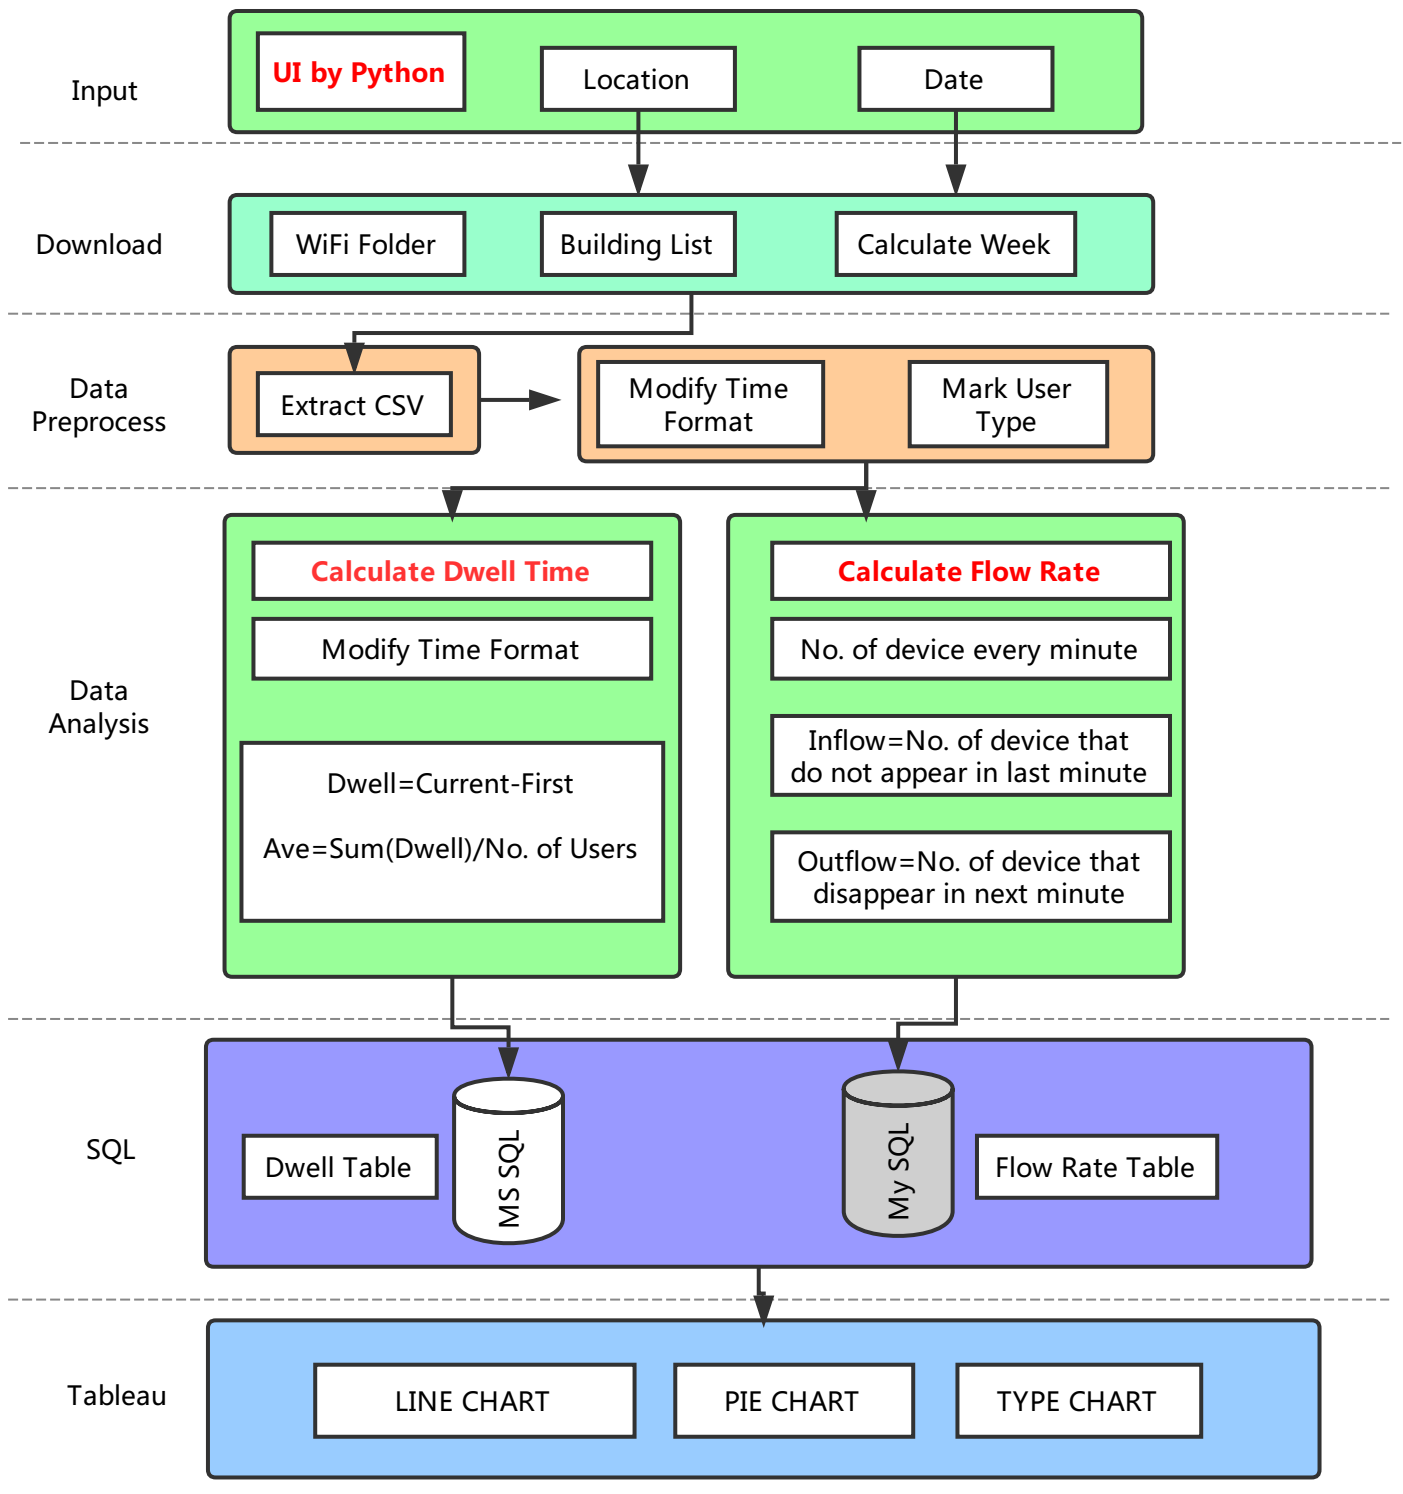 Input
UI by Python
Location
Date
Download
WiFi Folder
Building List
Calculate Week
Data
Preprocess
Extract CSV
Modify Time
Format
Mark User
Type
Data
Analysis
Calculate Dwell Time
Modify Time Format
Dwell=Current-First
Ave=Sum(Dwell)/No. of Users
Calculate Flow Rate
No. of device every minute
Inflow=No. of device that
do not appear in last minute
Outflow=No. of device that
disappear in next minute
SQL
Dwell Table
MS SQL
My SQL
Flow Rate Table
Tableau
LINE CHART
PIE CHART
TYPE CHART